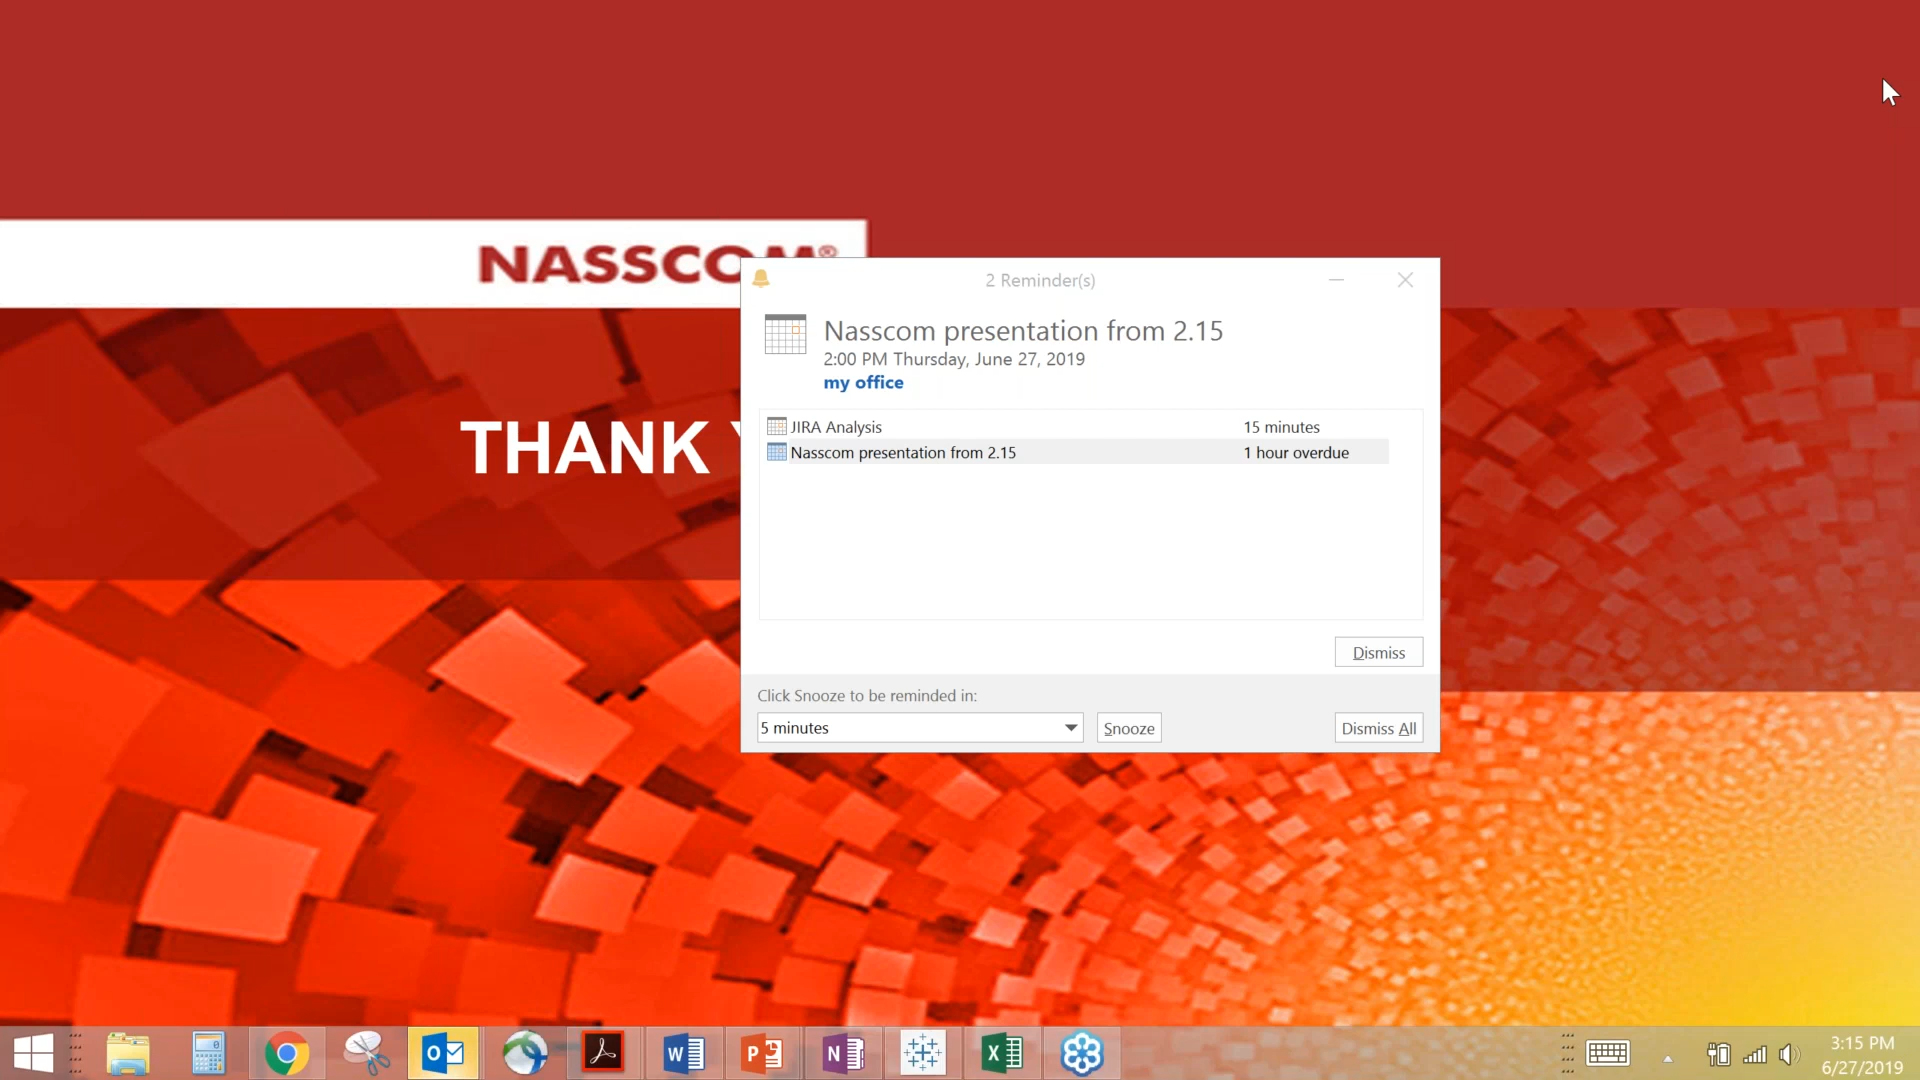 NASSCOM®
THANK Y
2 Reminder(s)
Nasscom presentation from 2.15
2:00 PM Thursday, June 27, 2019
my office
JIRA Analysis 15 minutes
Nasscom presentation from 2.15 1 hour overdue
Dismiss
Click Snooze to be reminded in:
5 minutes
Snooze
Dismiss All
3:15 PM
6/27/2019